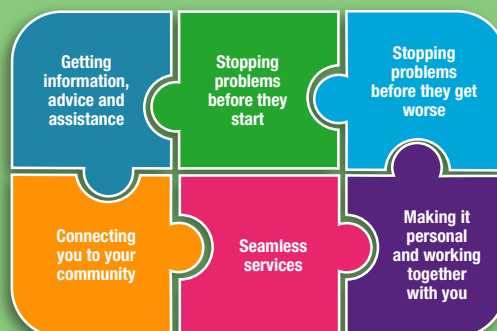 Getting
information,
advice and
assistance
Stopping
problems
before they
start
Stopping
problems
before they get
worse
Connecting
you to your
community
Seamless
services
Making it
personal
and working
together
with you